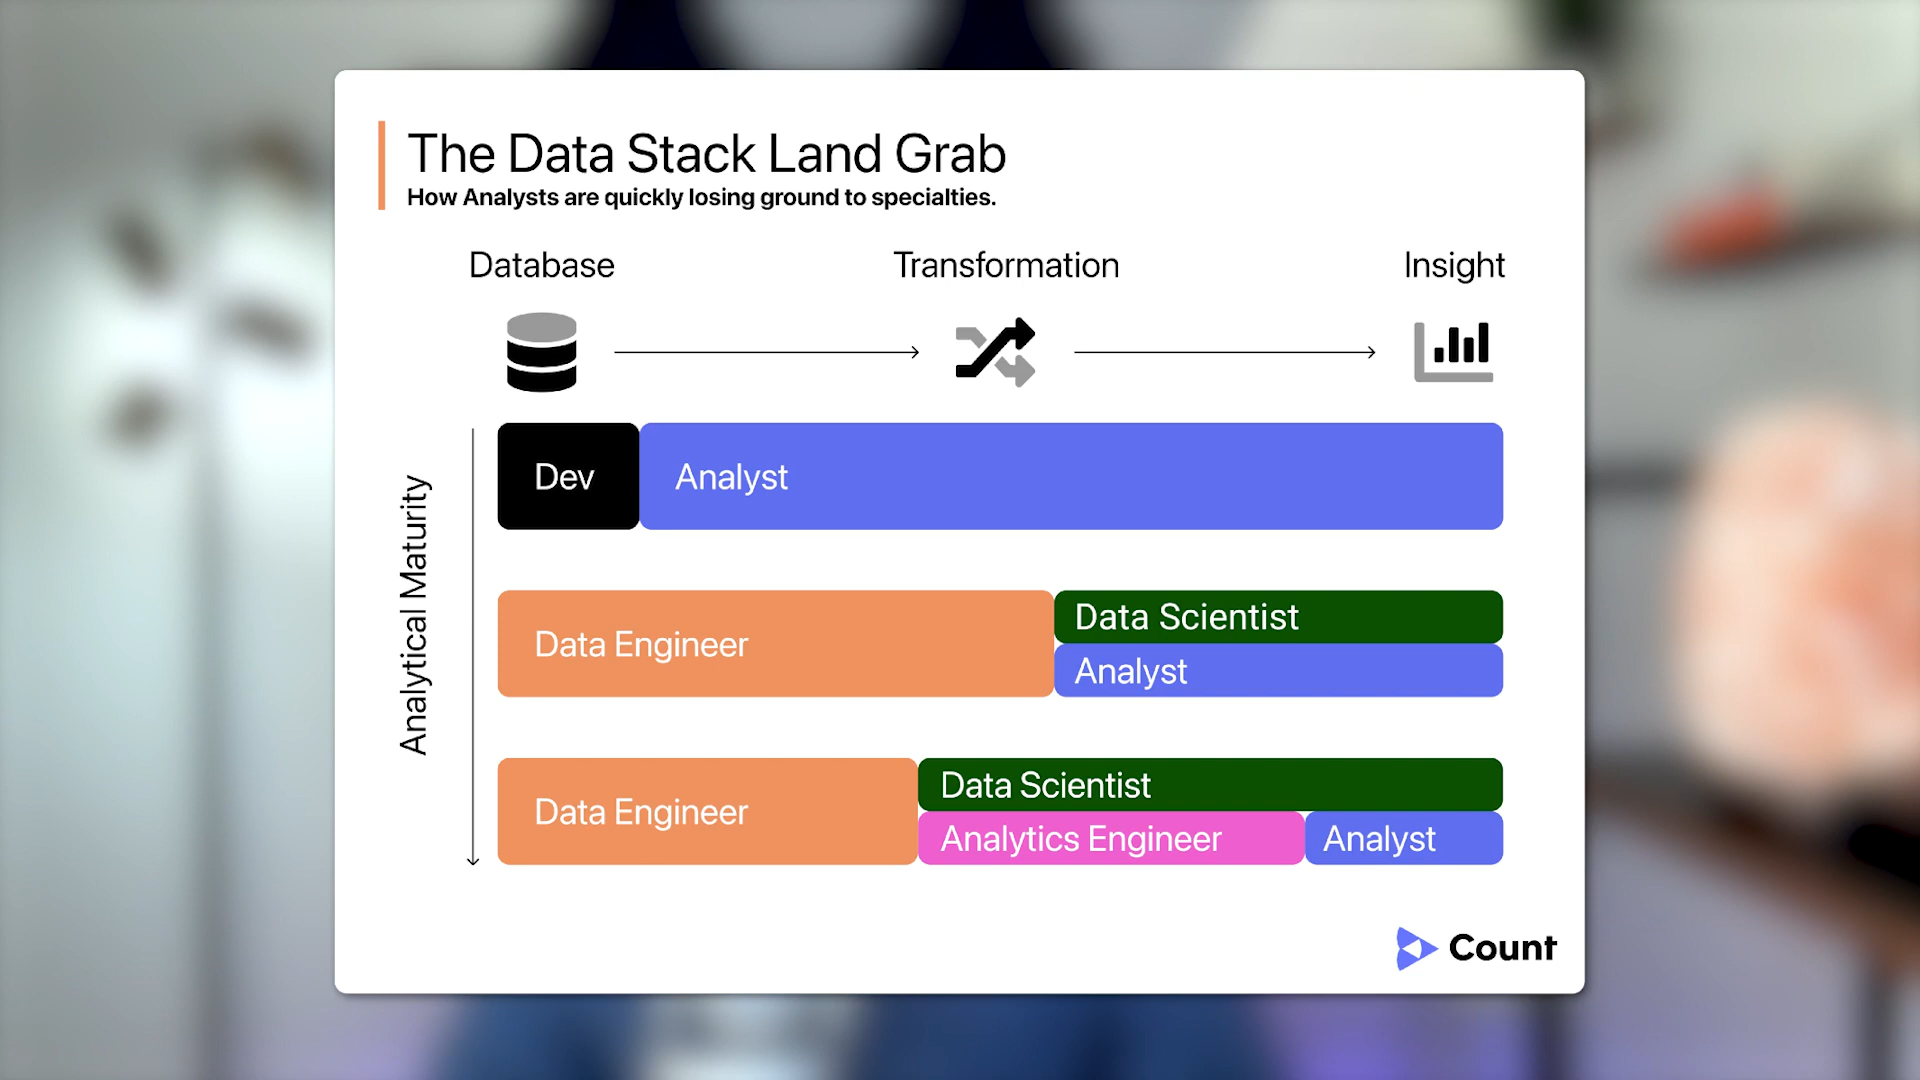 The Data Stack Land Grab
How Analysts are quickly losing ground to specialties.
Database
Transformation
Insight
Analytical Maturity
Dev
Analyst
Data Engineer
Data Scientist
Analyst
Data Engineer
Data Scientist
Analytics Engineer
Analyst
Count